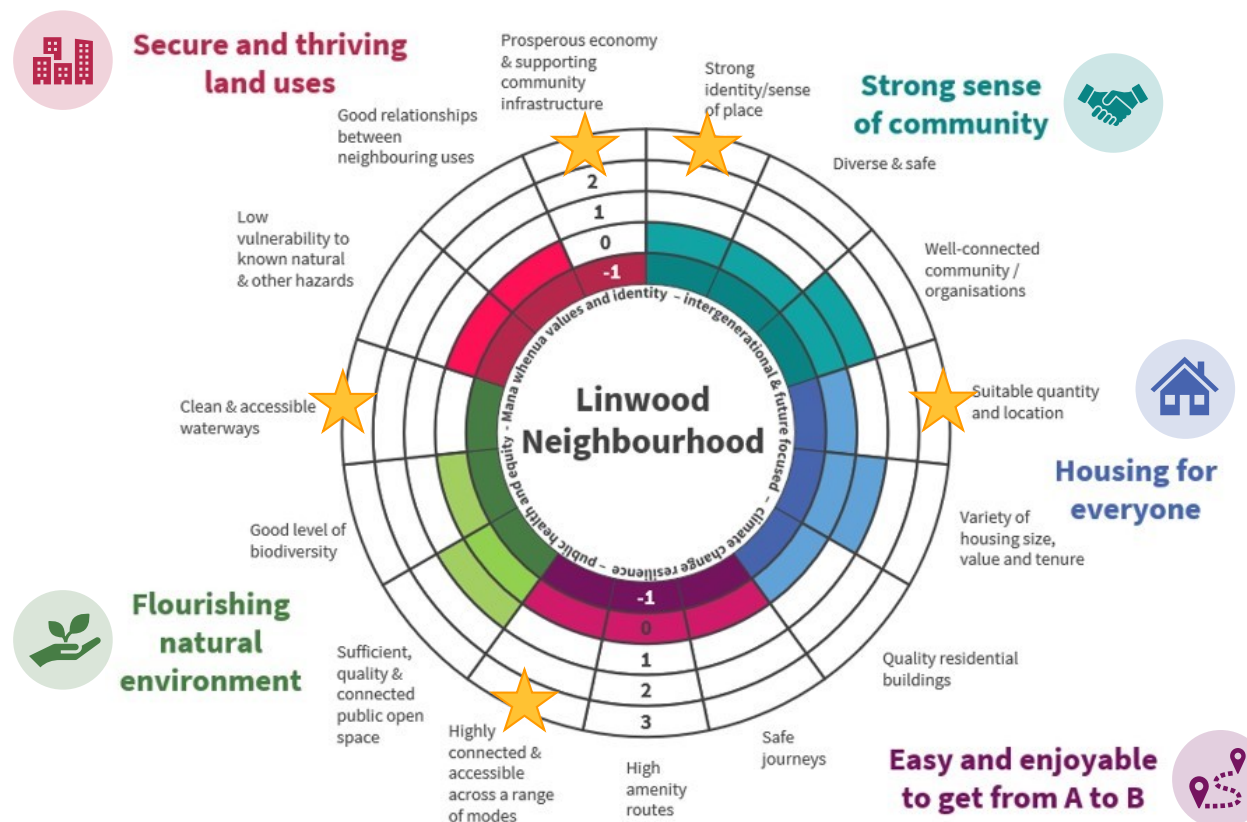 Secure and thriving
land uses
Prosperous economy
& supporting
community
infrastructure
Strong
identity/sense
of place
Strong sense
of community
Good relationships
between
neighbouring uses
Diverse & safe
Low
vulnerability to
known natural
& other hazards
Well-connected
community /
organisations
2
1
0
-1
Mana whenua values and identity – intergenerational & future focused – climate change resilience – public health and equity -
Linwood
Neighbourhood
Clean & accessible
waterways
Suitable quantity
and location
Housing for
everyone
Good level of
biodiversity
Variety of
housing size,
value and tenure
Flourishing
natural
environment
-1
0
1
2
3
Sufficient,
quality &
connected
public open
space
Quality residential
buildings
Highly
connected &
accessible
across a range
of modes
High
amenity
routes
Safe
journeys
Easy and enjoyable
to get from A to B